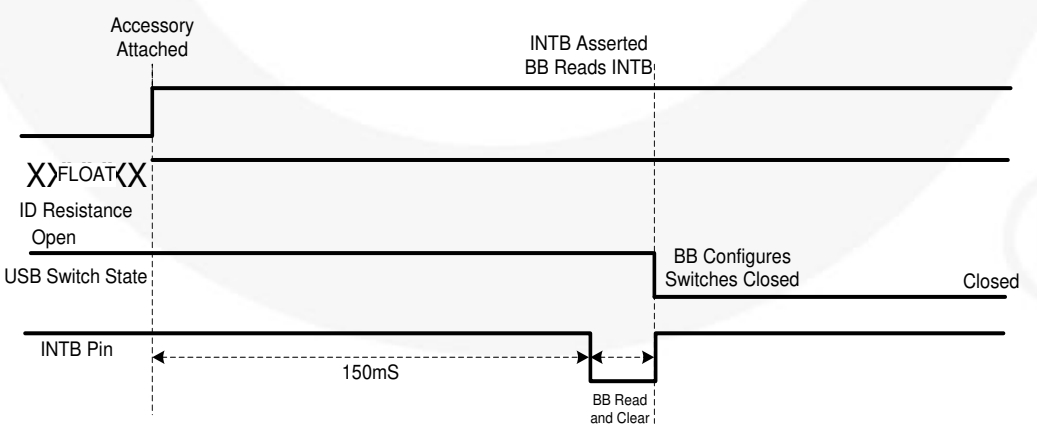 Accessory
Attached
INTB Asserted
BB Reads INTB
FLOAT
ID Resistance
Open
USB Switch State
BB Configures
Switches Closed
Closed
INTB Pin
150mS
BB Read
and Clear